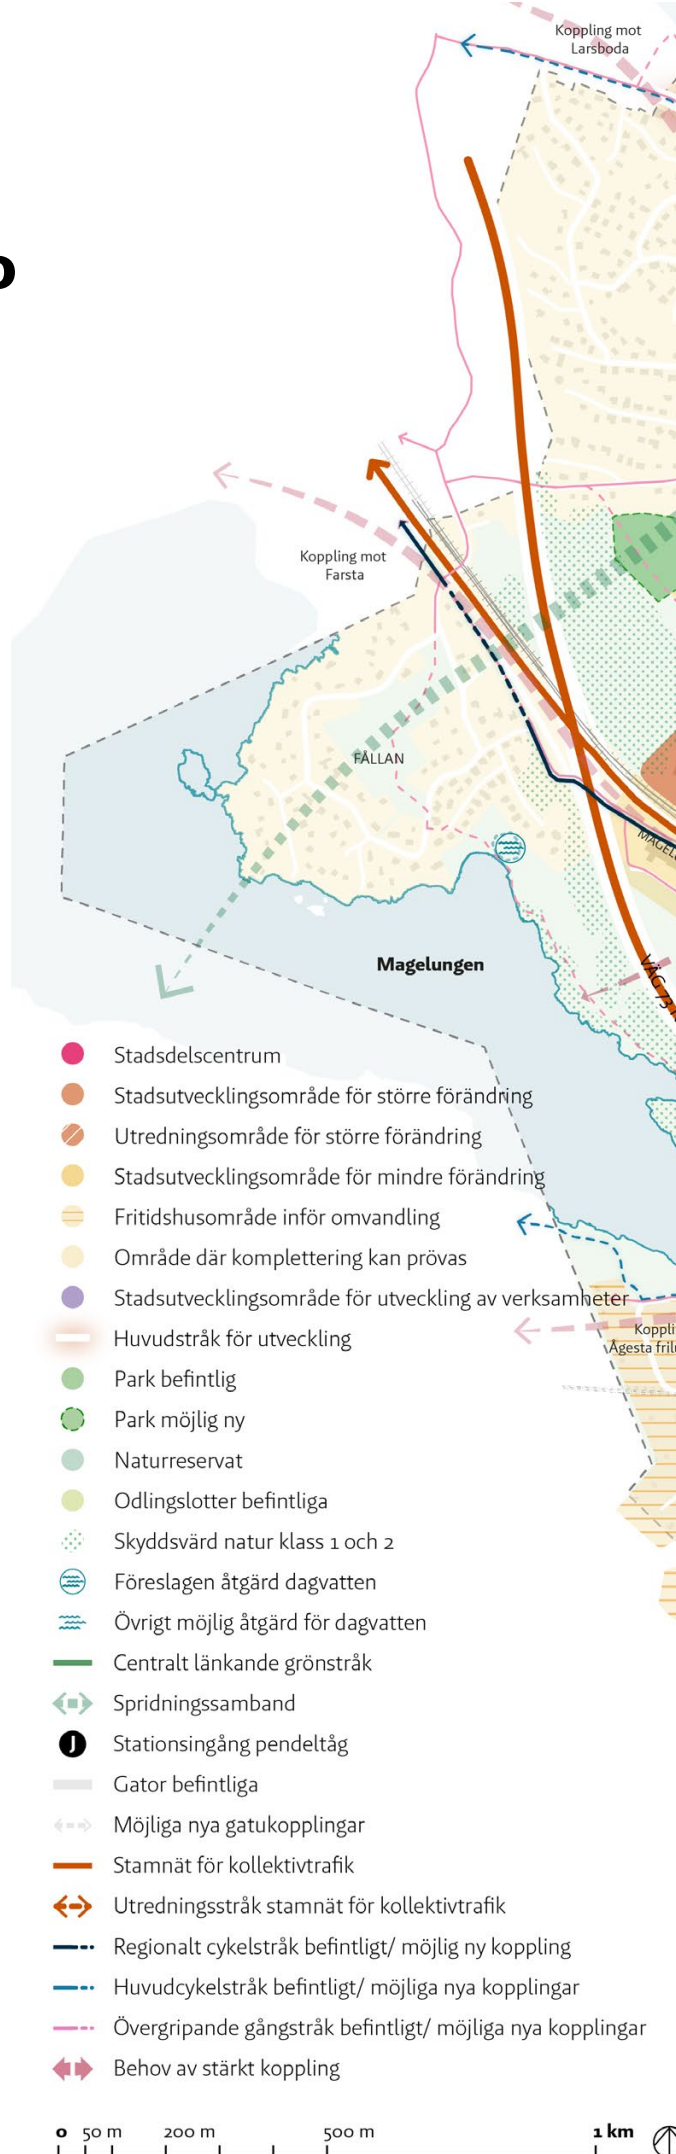 Koppling mot
Larsboda
Koppling mot
Farsta
FÅLLAN
Magelungen
VÄG 73
Stadsdelscentrum
Stadsutvecklingsområde för större förändring
Utredningsområde för större förändring
Stadsutvecklingsområde för mindre förändring
Fritidshusområde inför omvandling
Område där komplettering kan prövas
Stadsutvecklingsområde för utveckling av verksamheter
Huvudstråk för utveckling
Park befintlig
Park möjlig ny
Naturreservat
Odlingslotter befintliga
Skyddsvärd natur klass 1 och 2
Föreslagen åtgärd dagvatten
Övrigt möjlig åtgärd för dagvatten
Centralt länkande grönstråk
Spridningssamband
J Stationsingång pendeltåg
Gator befintliga
Möjliga nya gatukopplingar
Stamnät för kollektivtrafik
Utredningsstråk stamnät för kollektivtrafik
Regionalt cykelstråk befintligt/ möjlig ny koppling
Huvudcykelstråk befintligt/ möjliga nya kopplingar
Övergripande gångstråk befintligt/ möjliga nya kopplingar
Behov av stärkt koppling
0 50 m 200 m 500 m 1 km